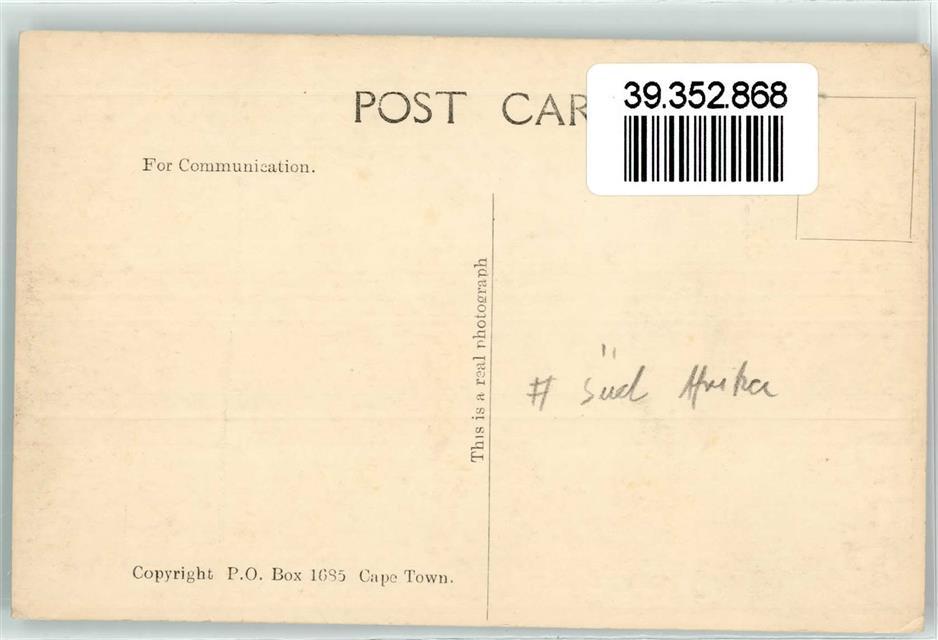 39.352.868
POST CAR
For Communication.
This is a real photograph
# Süd Afrika
Copyright P.O. Box 1685 Cape Town.